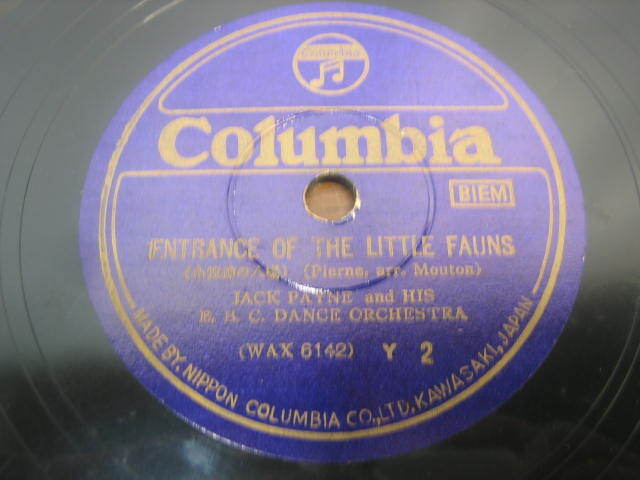 Columbia
Columbia
BIEM
ENTRANCE OF THE LITTLE FAUNS
(Pierne, arr. Mouton)
JACK PAYNE and HIS
B. B. C. DANCE ORCHESTRA
(WAX 6142) Y 2
MADE BY. NIPPON COLUMBIA CO., LTD. KAWASAKI, JAPAN